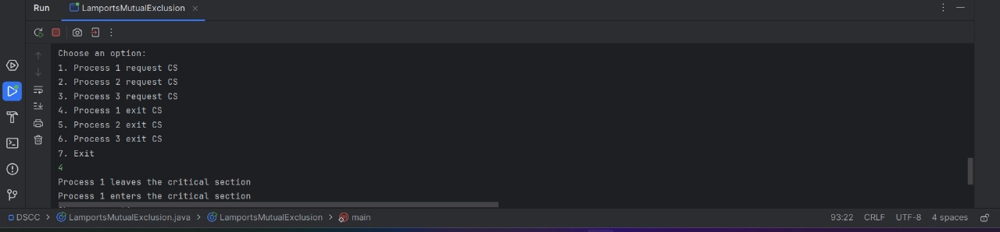 Run LamportsMutualExclusion
Choose an option:
1. Process 1 request CS
2. Process 2 request CS
3. Process 3 request CS
4. Process 1 exit CS
5. Process 2 exit CS
6. Process 3 exit CS
7. Exit
4
Process 1 leaves the critical section
Process 1 enters the critical section
DSCC > LamportsMutualExclusion.java > LamportsMutualExclusion > main 93:22 CRLF UTF-8 4 spaces